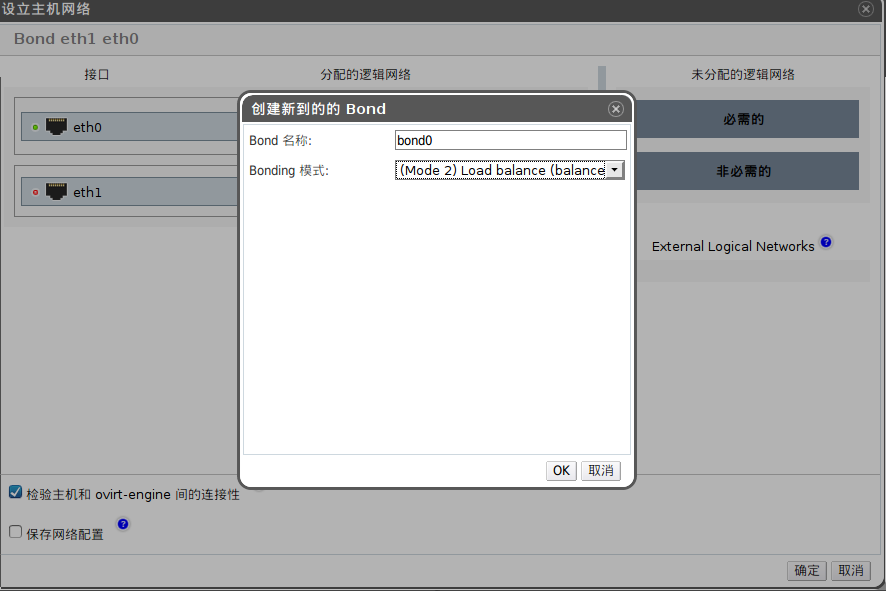 设立主机网络
Bond eth1 eth0
接口
分配的逻辑网络
未分配的逻辑网络
eth0
eth1
创建新到的的 Bond
Bond 名称:
bond0
Bonding 模式:
(Mode 2) Load balance (balance
OK
取消
必需的
非必需的
External Logical Networks
检验主机和 ovirt-engine 间的连接性
保存网络配置
确定
取消